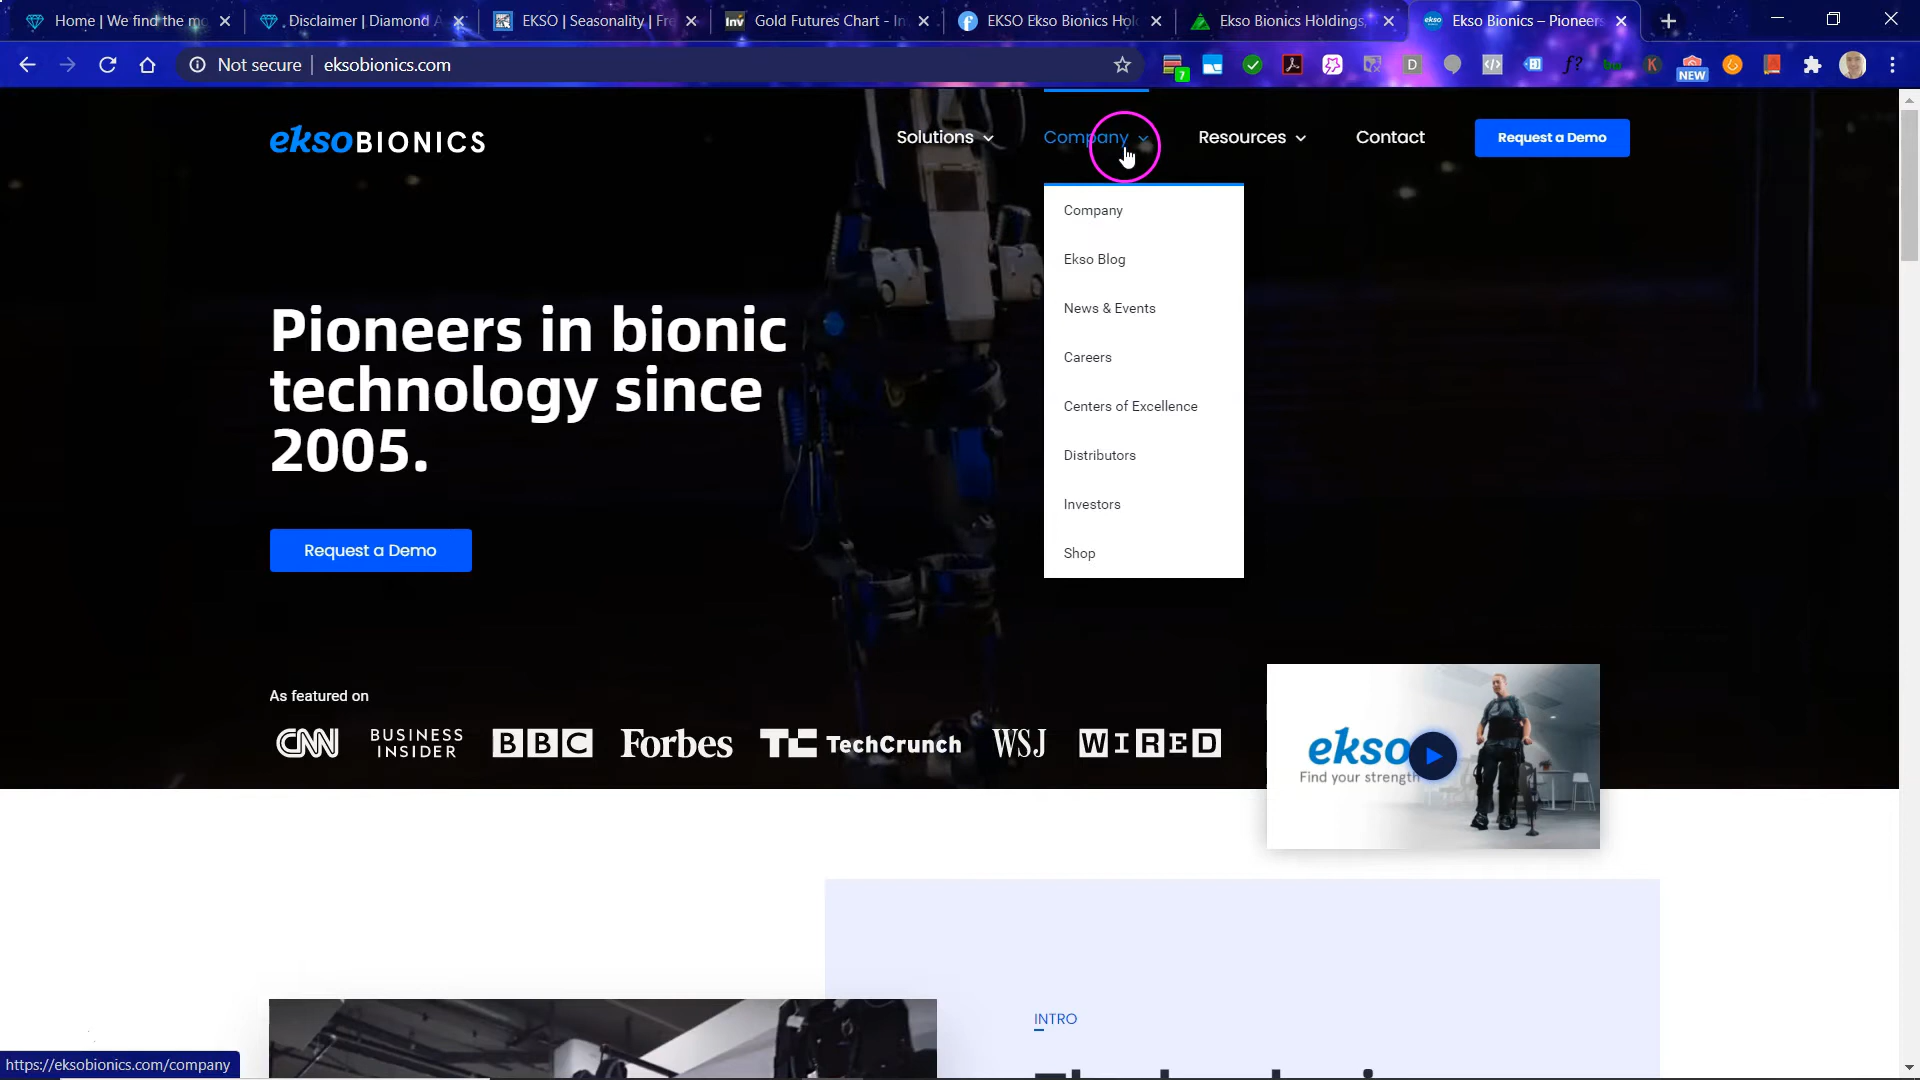 Home | We find the mo
Disclaimer | Diamond A
EKSO | Seasonality | Fre
Inv Gold Futures Chart - In
EKSO Ekso Bionics Hol
Ekso Bionics Holdings,
ekso Ekso Bionics – Pioneers
Not secure eksobionics.com
7
D
K
NEW
f?
eksoBIONICS
Solutions
Company
Resources
Contact
Request a Demo
Company
Ekso Blog
News & Events
Careers
Centers of Excellence
Distributors
Investors
Shop
Pioneers in bionic
technology since
2005.
Request a Demo
As featured on
CNN BUSINESS INSIDER BBC Forbes TC TechCrunch WSJ WIRED
ekso
Find your strength
INTRO
https://eksobionics.com/company